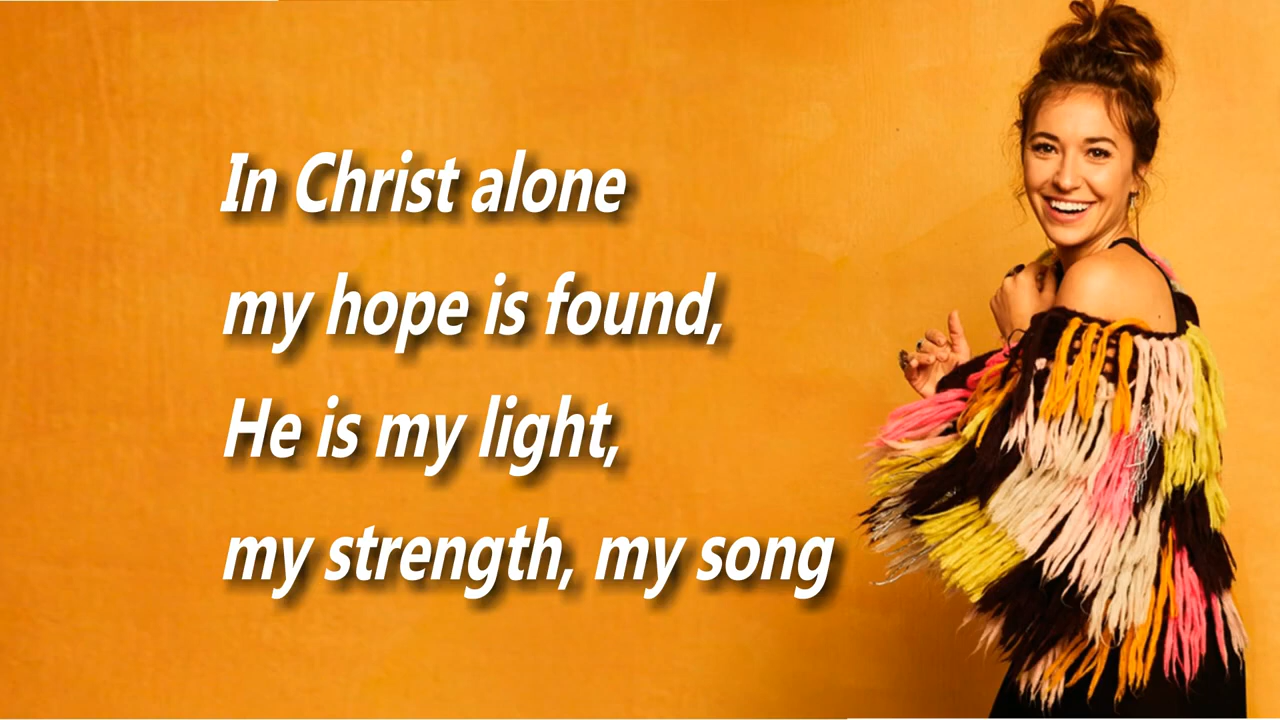 In Christ alone
my hope is found,
He is my light,
my strength, my song